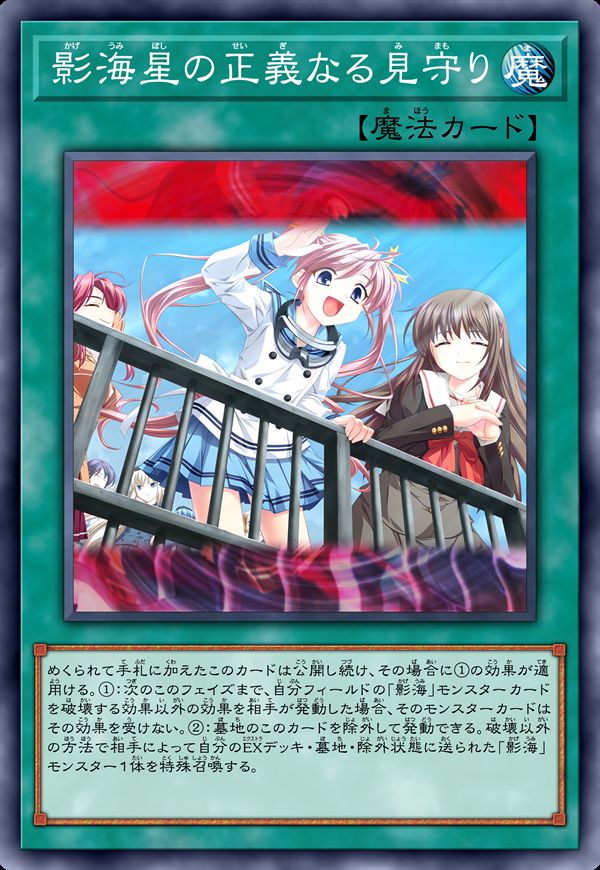 影海星の正義なる見守り 魔
【魔法カード】
めくられて手札に加えたこのカードは公開し続け、その場合に①の効果が適
用ける。①：次のこのフェイズまで、自分フィールドの「影海」モンスターカード
を破壊する効果以外の効果を相手が発動した場合、そのモンスターカードは
その効果を受けない。②：墓地のこのカードを除外して発動できる。破壊以外
の方法で相手によって自分のEXデッキ・墓地・除外状態に送られた「影海」
モンスター１体を特殊召喚する。